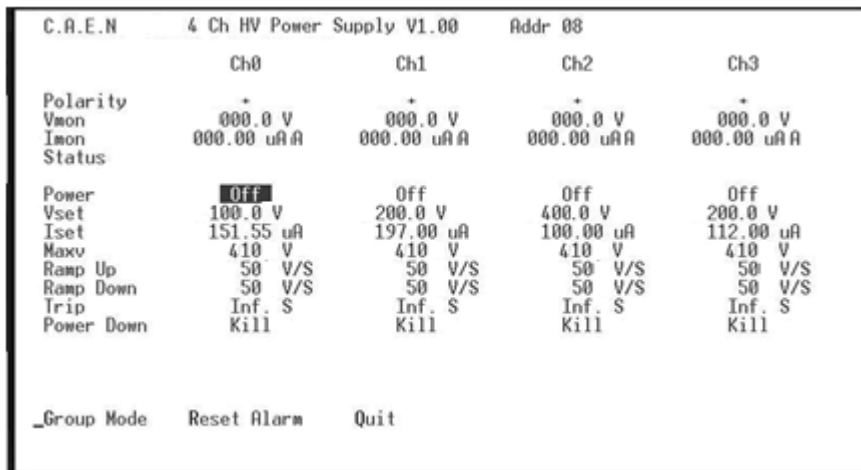 C.A.E.N 4 Ch HV Power Supply V1.00 Addr 08
Ch0 Ch1 Ch2 Ch3
Polarity + + + +
Vmon 000.0 V 000.0 V 000.0 V 000.0 V
Imon 000.00 uA A 000.00 uA A 000.00 uA A 000.00 uA A
Status
Power Off Off Off Off
Vset 100.0 V 200.0 V 400.0 V 200.0 V
Iset 151.55 uA 197.00 uA 100.00 uA 112.00 uA
Maxv 410 V 410 V 410 V 410 V
Ramp Up 50 V/S 50 V/S 50 V/S 50 V/S
Ramp Down 50 V/S 50 V/S 50 V/S 50 V/S
Trip Inf. S Inf. S Inf. S Inf. S
Power Down Kill Kill Kill Kill
_Group Mode Reset Alarm Quit